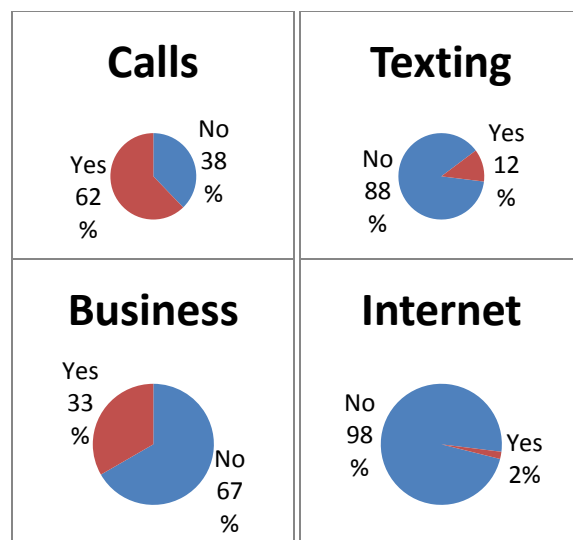 Calls
No
38
%
Yes
62
%
Texting
Yes
12
%
No
88
%
Business
Yes
33
%
No
67
%
Internet
No
98
%
Yes
2%